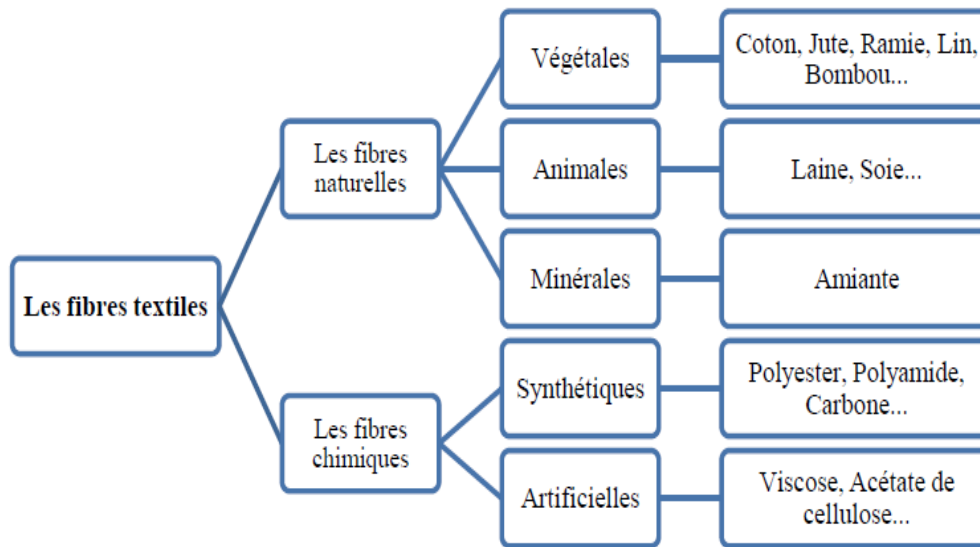 Les fibres textiles
Les fibres
naturelles
Végétales
Coton, Jute, Ramie, Lin,
Bombou...
Animales
Laine, Soie...
Minérales
Amiante
Les fibres
chimiques
Synthétiques
Polyester, Polyamide,
Carbone...
Artificielles
Viscose, Acétate de
cellulose...